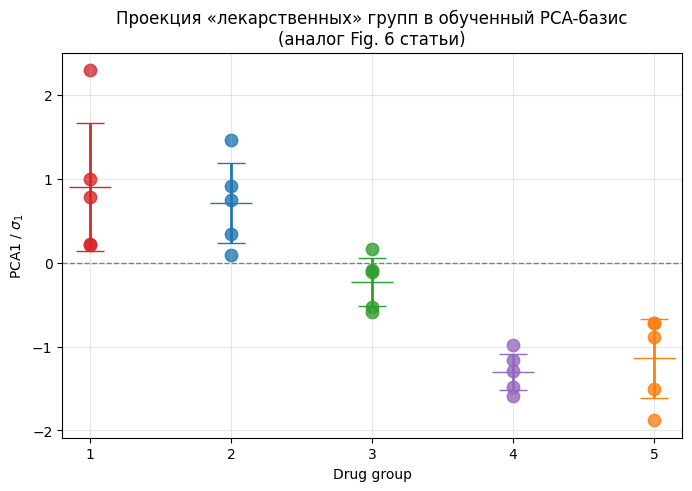 Проекция «лекарственных» групп в обученный PCA-базис
(аналог Fig. 6 статьи)
PCA1 / σ₁
2
1
0
−1
−2
1 2 3 4 5
Drug group